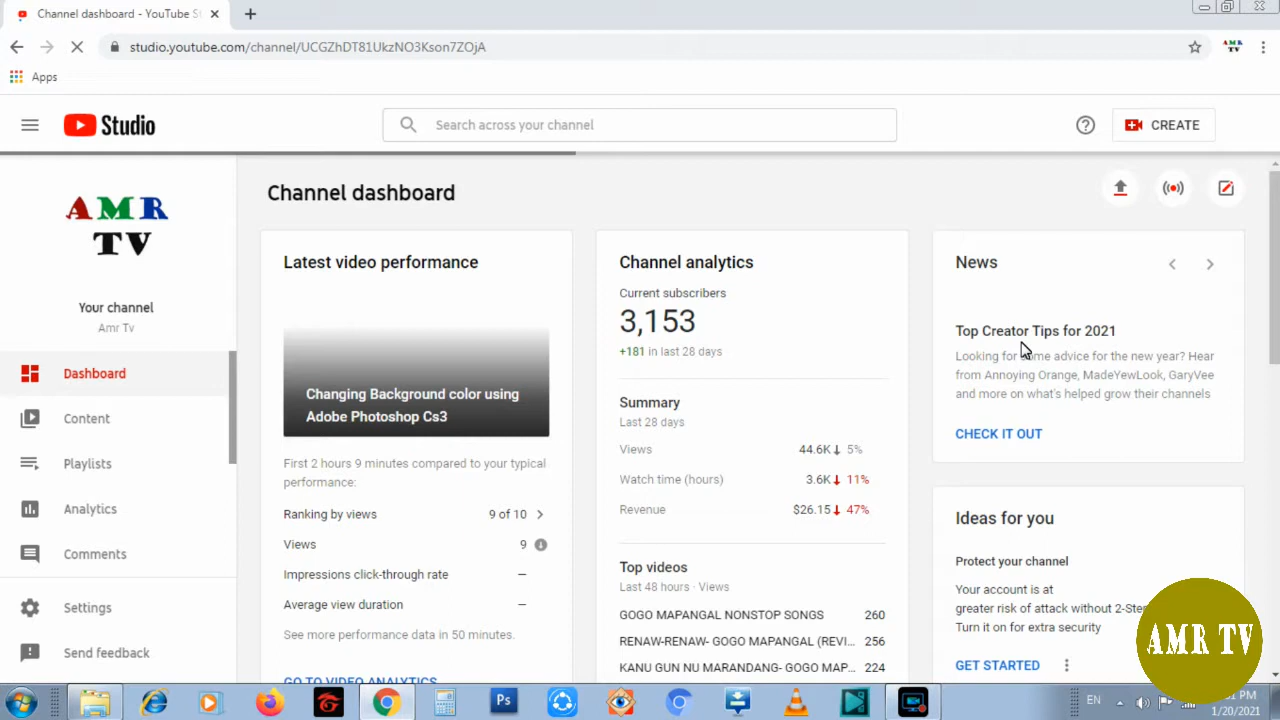 Channel dashboard - YouTube St
studio.youtube.com/channel/UCGZhDT81UkzNO3Kson7ZOjA
AMR TV
Apps
Studio
Search across your channel
CREATE
AMR
TV
Your channel
Amr Tv
Dashboard
Content
Playlists
Analytics
Comments
Settings
Send feedback
Channel dashboard
Latest video performance
Changing Background color using
Adobe Photoshop Cs3
First 2 hours 9 minutes compared to your typical
performance:
Ranking by views 9 of 10
Views 9
Impressions click-through rate –
Average view duration –
See more performance data in 50 minutes.
GO TO VIDEO ANALYTICS
Channel analytics
Current subscribers
3,153
+181 in last 28 days
Summary
Last 28 days
Views 44.6K 5%
Watch time (hours) 3.6K 11%
Revenue $26.15 47%
Top videos
Last 48 hours · Views
GOGO MAPANGAL NONSTOP SONGS 260
RENAW-RENAW- GOGO MAPANGAL (REVI... 256
KANU GUN NU MARANDANG- GOGO MAP... 224
News
Top Creator Tips for 2021
Looking for some advice for the new year? Hear
from Annoying Orange, MadeYewLook, GaryVee
and more on what's helped grow their channels
CHECK IT OUT
Ideas for you
Protect your channel
Your account is at
greater risk of attack without 2-Ste
Turn it on for extra security
GET STARTED
AMR TV
Ps
EN
1 PM
1/20/2021